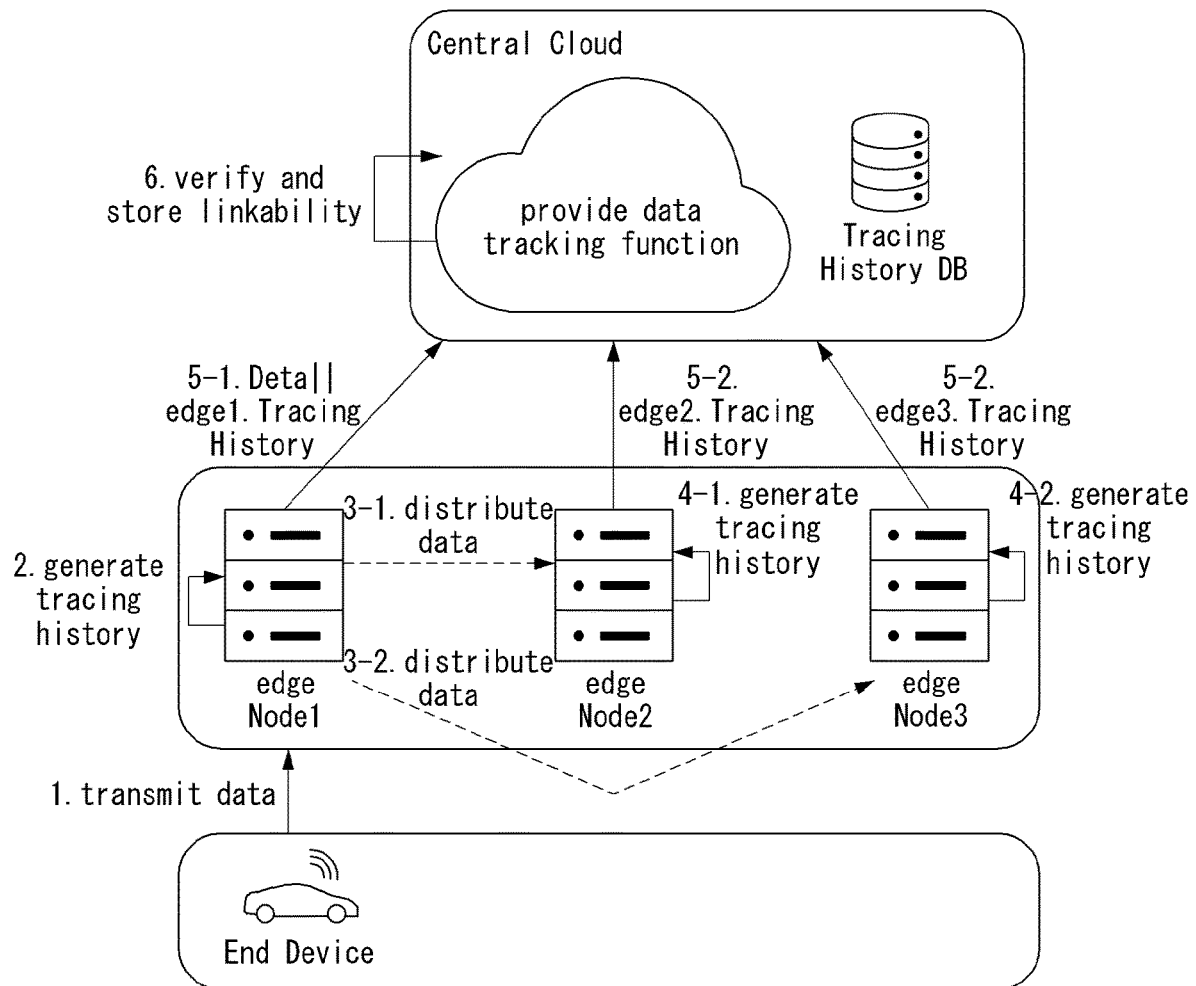 Central Cloud
6. verify and
store linkability
provide data
tracking function
Tracing
History DB
5-1. Detall
edge1. Tracing
History
5-2.
edge2. Tracing
History
5-2.
edge3. Tracing
History
2. generate
tracing
history
3-1. distribute
data
4-1. generate
tracing
history
4-2. generate
tracing
history
3-2. distribute
data
edge
Node1
edge
Node2
edge
Node3
1. transmit data
End Device